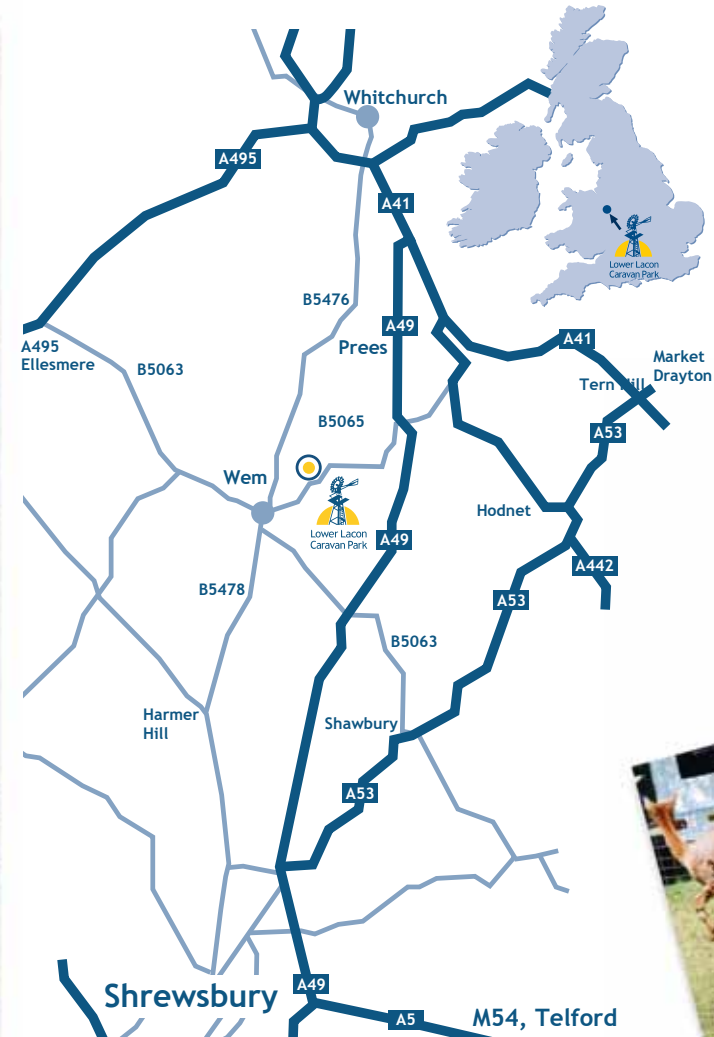 Whitchurch
A495
A41
Lower Lacon
Caravan Park
B5476
A49
A41
A495
Ellesmere
B5063
Prees
Market
Drayton
Tern Hill
B5065
A53
Wem
Hodnet
Lower Lacon
Caravan Park
A49
A442
B5478
A53
B5063
Harmer
Hill
Shawbury
A53
A49
Shrewsbury
A5
M54, Telford